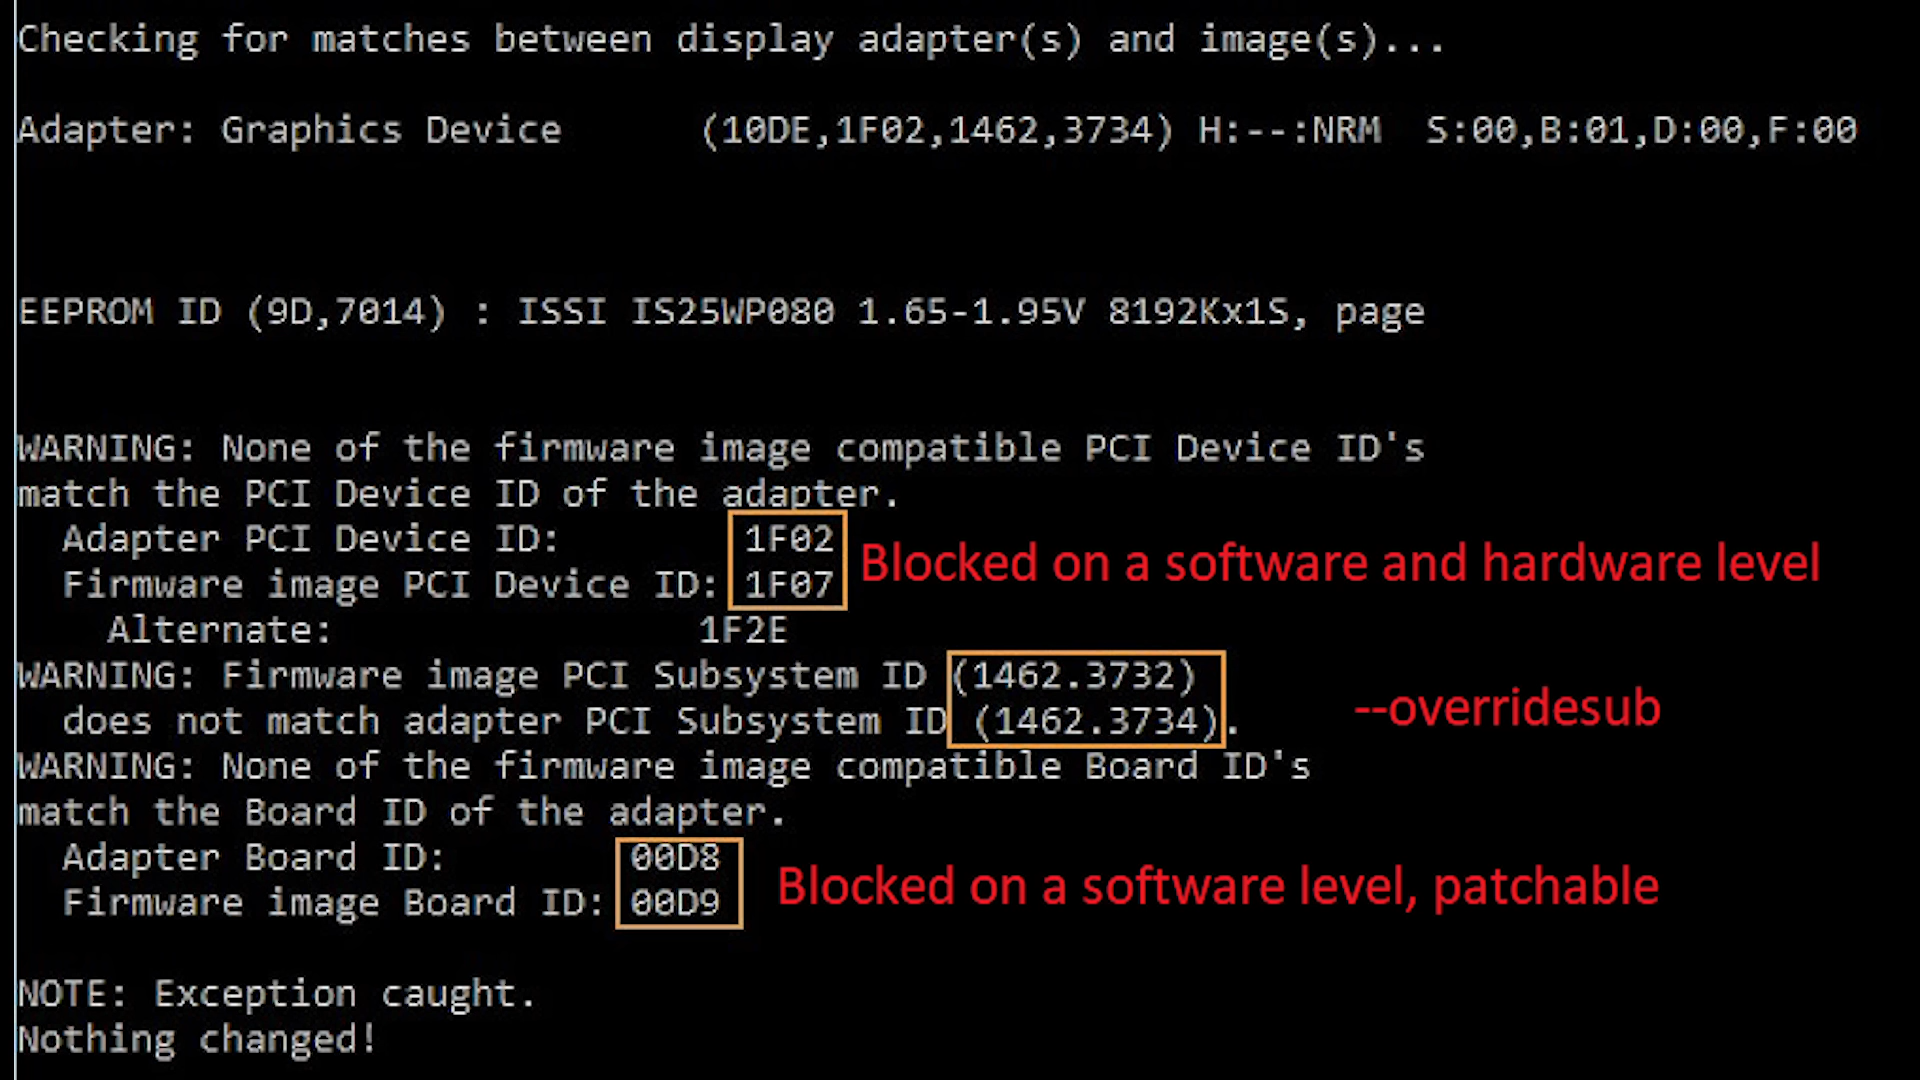 Checking for matches between display adapter(s) and image(s)...
Adapter: Graphics Device (10DE,1F02,1462,3734) H:--:NRM S:00,B:01,D:00,F:00
EEPROM ID (9D,7014) : ISSI IS25WP080 1.65-1.95V 8192Kx1S, page
WARNING: None of the firmware image compatible PCI Device ID's
match the PCI Device ID of the adapter.
Adapter PCI Device ID: 1F02
Firmware image PCI Device ID: 1F07
Blocked on a software and hardware level
Alternate: 1F2E
WARNING: Firmware image PCI Subsystem ID (1462.3732)
does not match adapter PCI Subsystem ID (1462.3734).
--overridesub
WARNING: None of the firmware image compatible Board ID's
match the Board ID of the adapter.
Adapter Board ID: 00D8
Firmware image Board ID: 00D9
Blocked on a software level, patchable
NOTE: Exception caught.
Nothing changed!